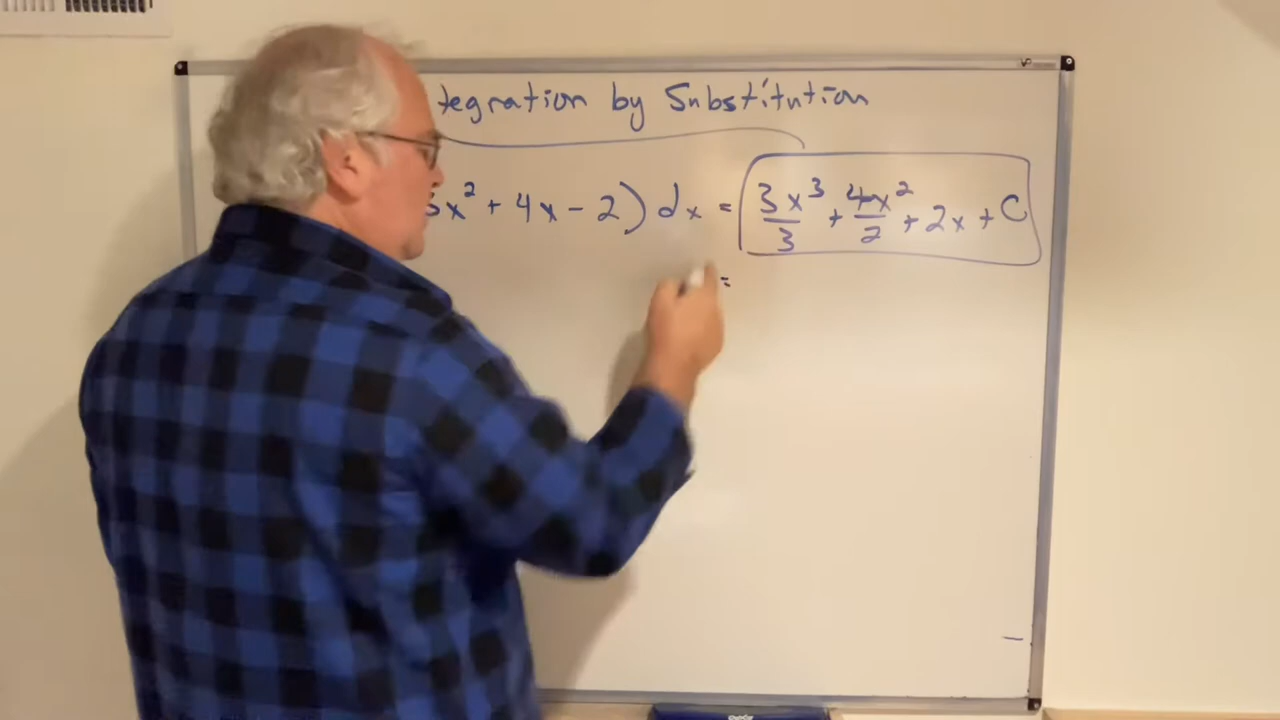 tegration by Substitution
3x² + 4x - 2) dx = 3x³/3 + 4x²/2 + 2x + C
=